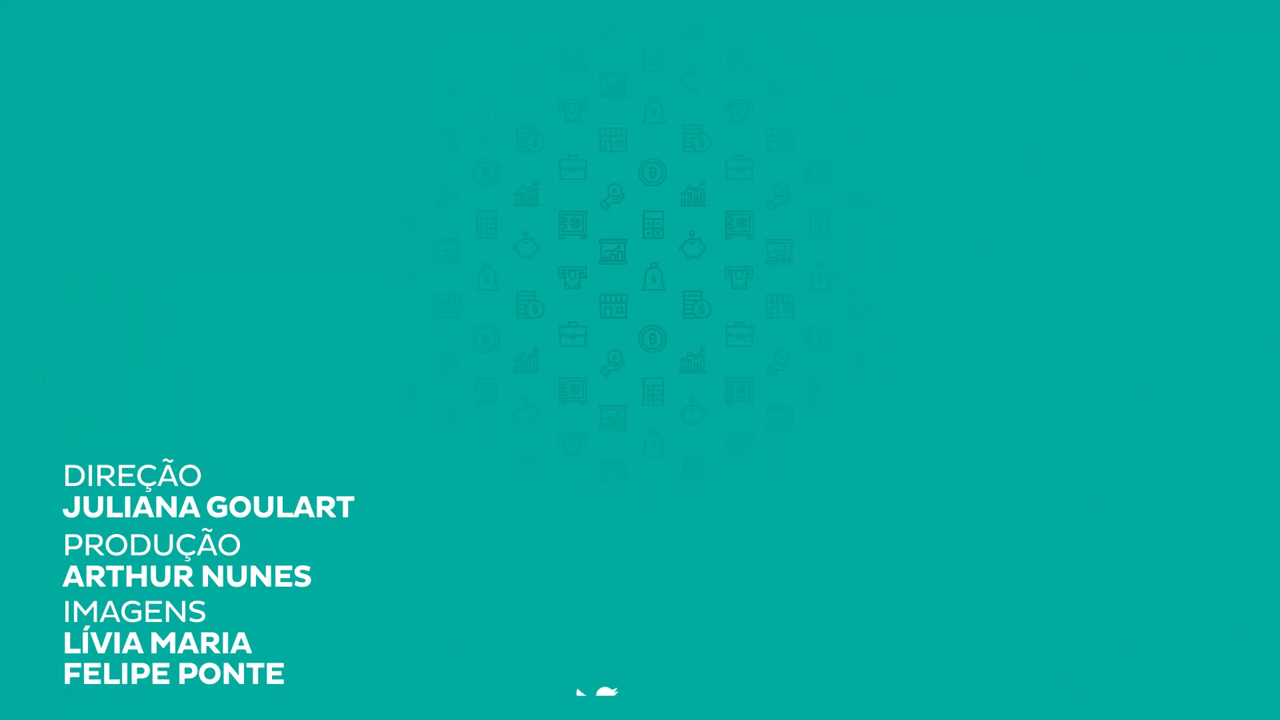 DIREÇÃO
JULIANA GOULART
PRODUÇÃO
ARTHUR NUNES
IMAGENS
LÍVIA MARIA
FELIPE PONTE